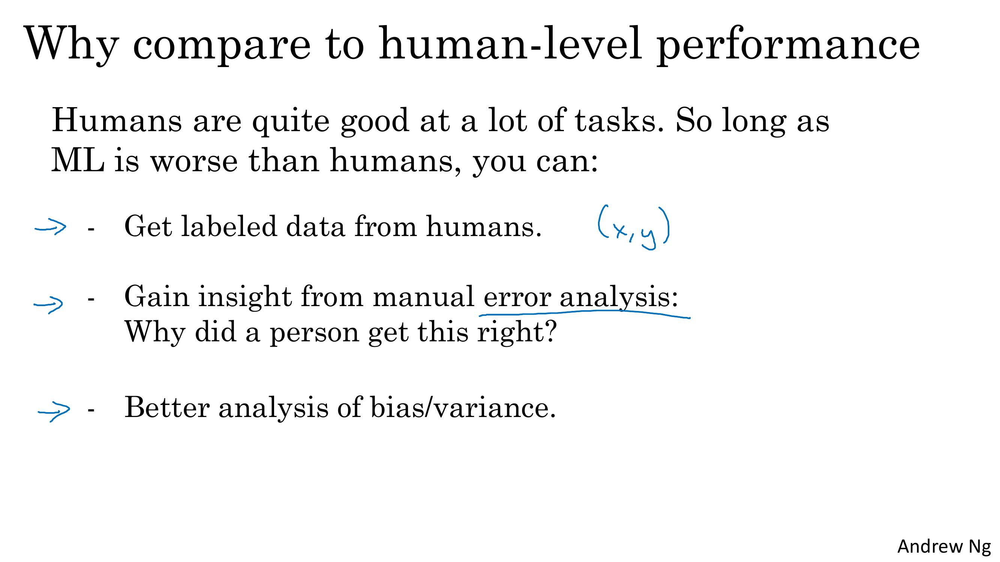 Why compare to human-level performance
Humans are quite good at a lot of tasks. So long as
ML is worse than humans, you can:
- Get labeled data from humans. (x,y)
- Gain insight from manual error analysis:
Why did a person get this right?
- Better analysis of bias/variance.
Andrew Ng